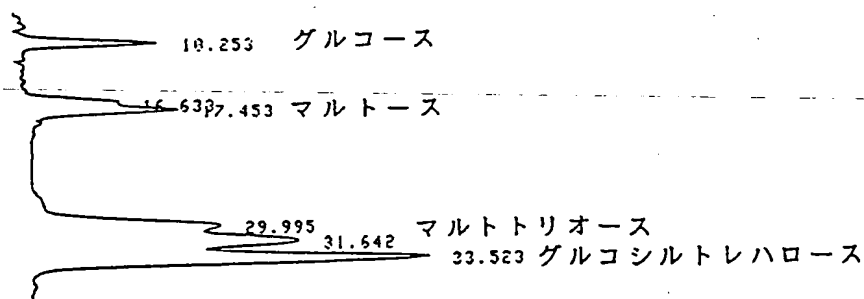 10.253 グルコース
16.633 17.453 マルトース
29.995 マルトトリオース
31.642
33.523 グルコシルトレハロース